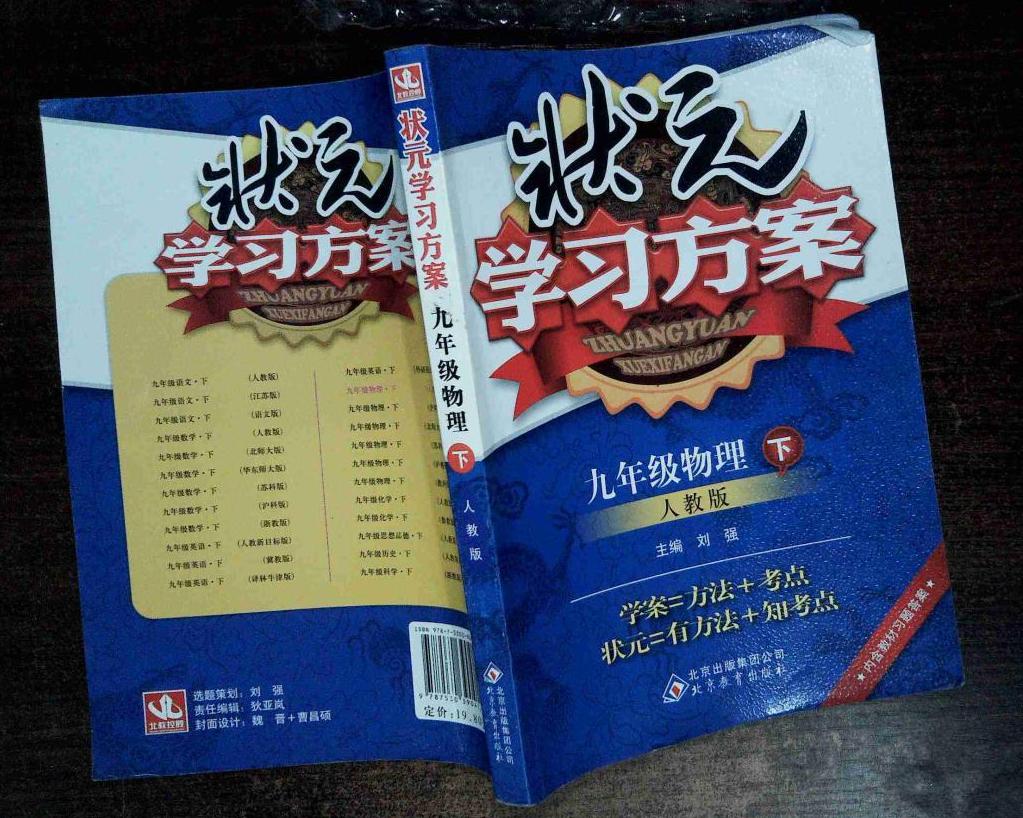 状元
学习方案
ZHUANGYUAN
XUEXIFANGAN
九年级物理 下
人教版
主编 刘强
学案=方法+考点
状元=有方法+知考点
北京出版集团公司
北京教育出版社
★内含教材习题答案★
北教控股
状元学习方案 九年级物理 下 人教版
北京出版集团公司
北京教育出版社
状元
学习方案
ZHUANGYUAN
XUEXIFANGAN
九年级语文·下 (人教版)
九年级语文·下 (江苏版)
九年级语文·下 (语文版)
九年级数学·下 (人教版)
九年级数学·下 (北师大版)
九年级数学·下 (华东师大版)
九年级数学·下 (苏科版)
九年级数学·下 (沪科版)
九年级数学·下 (浙教版)
九年级英语·下 (人教新目标版)
九年级英语·下 (冀教版)
九年级英语·下 (译林牛津版)
九年级英语·下
九年级物理·下
九年级物理·下
九年级物理·下
九年级物理·下
九年级物理·下
九年级物理·下
九年级化学·下
九年级化学·下
九年级思想品德·下
九年级历史·下
九年级科学·下
北教控股
选题策划：刘强
责任编辑：狄亚岚
封面设计：魏晋+曹昌硕
ISBN 978-7-5303-
定价：19.80